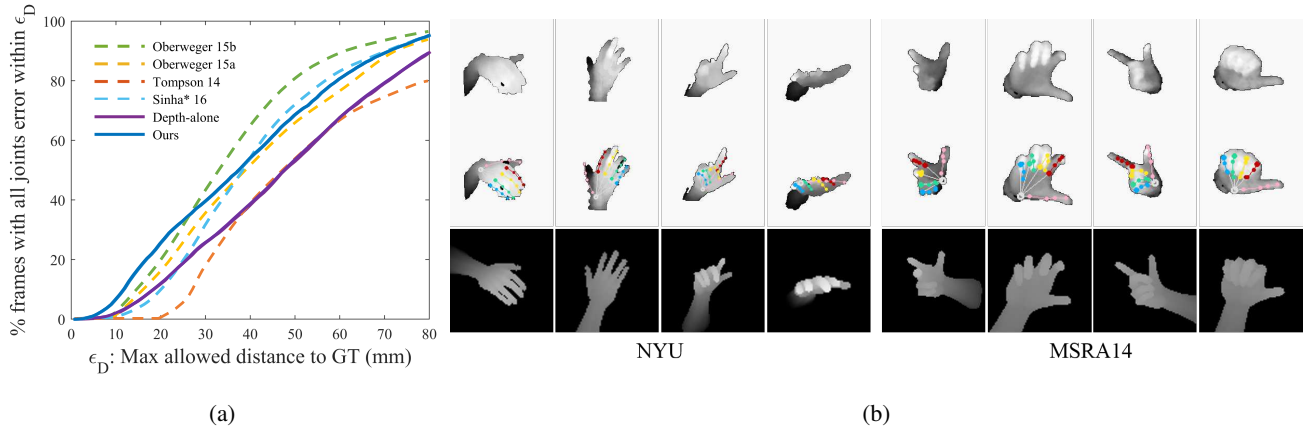 % frames with all joints error within ϵ_D
100
80
60
40
20
0
Oberweger 15b
Oberweger 15a
Tompson 14
Sinha* 16
Depth-alone
Ours
0 10 20 30 40 50 60 70 80
ϵ_D: Max allowed distance to GT (mm)
(a)
NYU
MSRA14
(b)